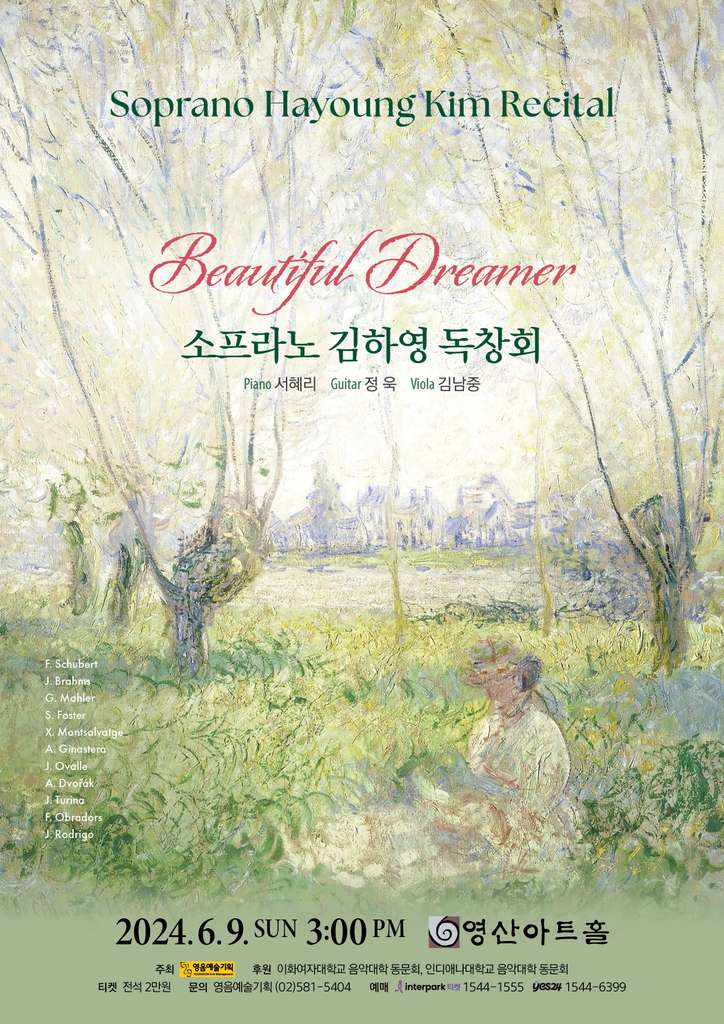 Soprano Hayoung Kim Recital
Beautiful Dreamer
소프라노 김하영 독창회
Piano 서혜리 Guitar 정 욱 Viola 김남중
F. Schubert
J. Brahms
G. Mahler
S. Foster
X. Montsalvatge
A. Ginastera
J. Ovalle
A. Dvořák
J. Turina
F. Obradors
J. Rodrigo
2024.6.9. SUN 3:00 PM 영산아트홀
주최 영음예술기획 후원 이화여자대학교 음악대학 동문회, 인디애나대학교 음악대학 동문회
티켓 전석 2만원 문의 영음예술기획 (02)581-5404 예매 interpark 티켓 1544-1555 yes24 1544-6399